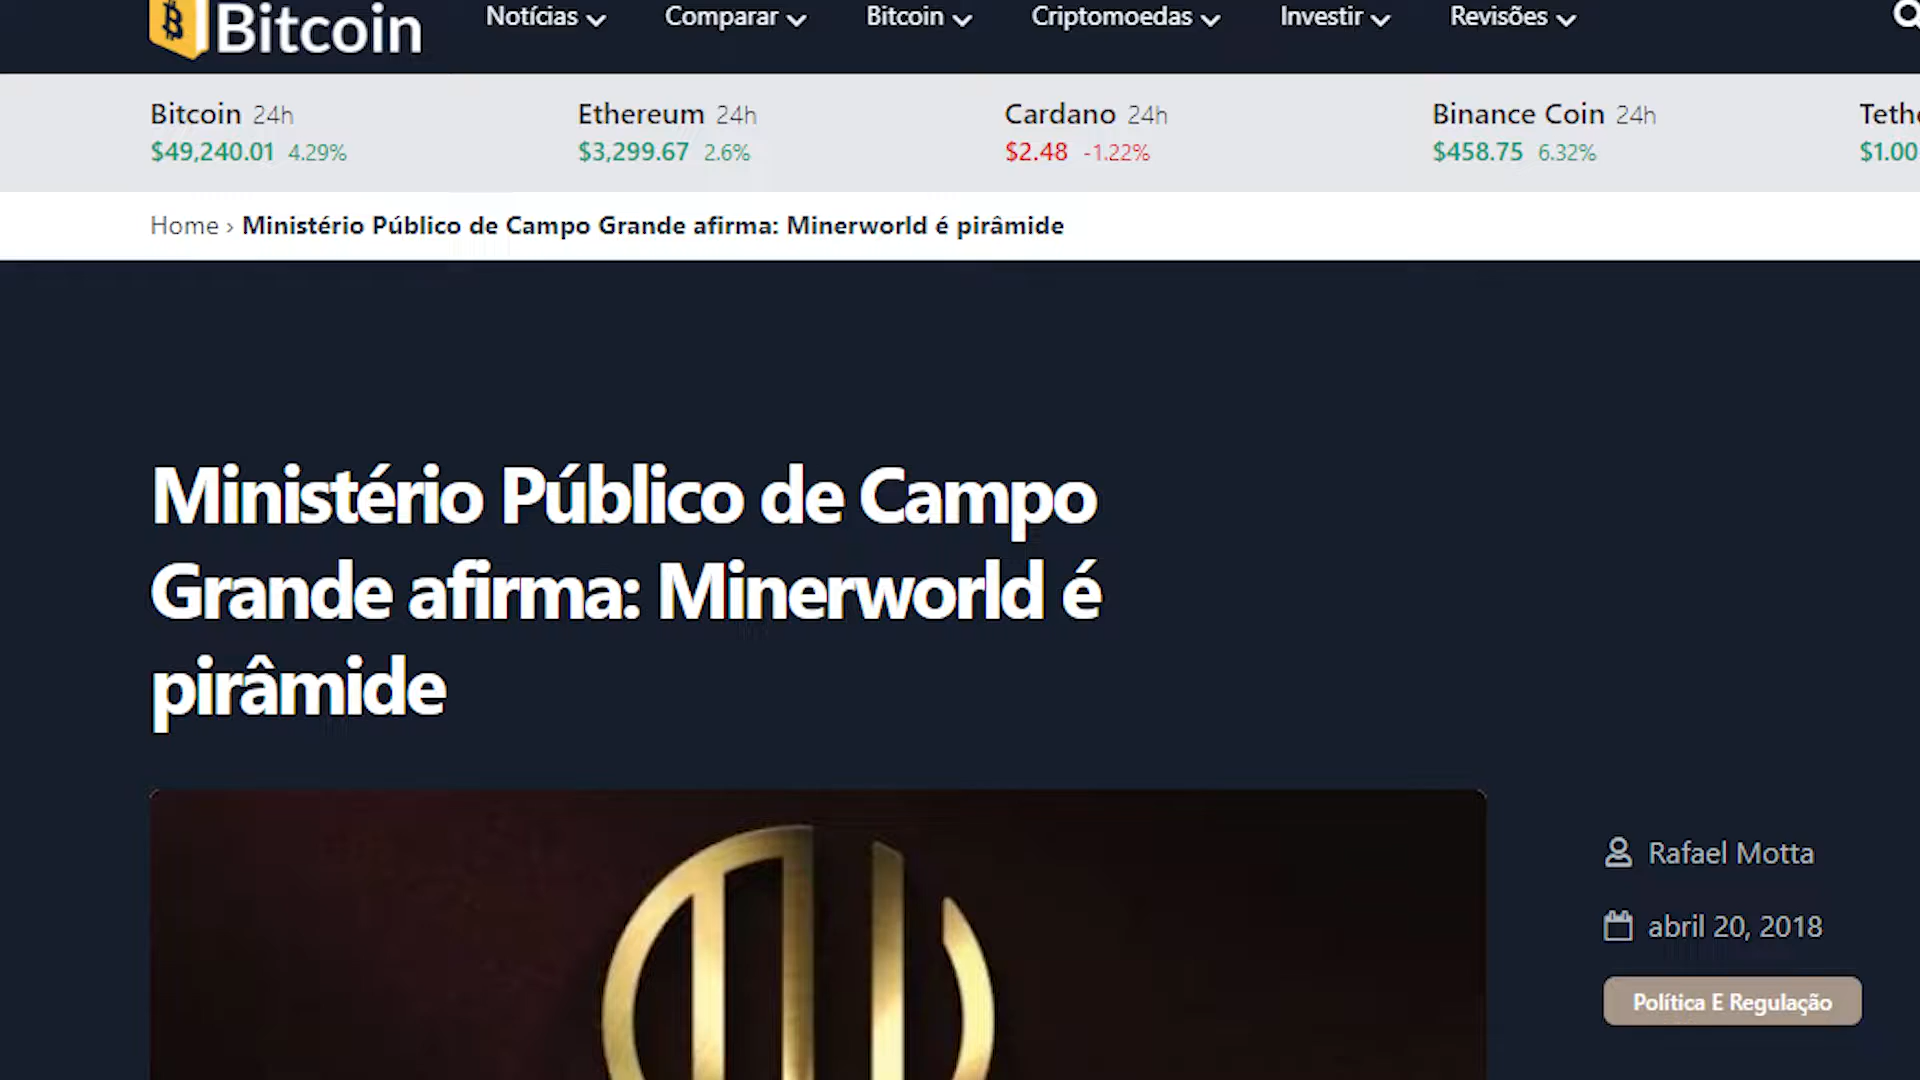 Bitcoin
Notícias Comparar Bitcoin Criptomoedas Investir Revisões
Bitcoin 24h Ethereum 24h Cardano 24h Binance Coin 24h
$49,240.01 4.29% $3,299.67 2.6% $2.48 -1.22% $458.75 6.32% $1.00
Home › Ministério Público de Campo Grande afirma: Minerworld é pirâmide
Ministério Público de Campo
Grande afirma: Minerworld é
pirâmide
Rafael Motta
abril 20, 2018
Política E Regulação